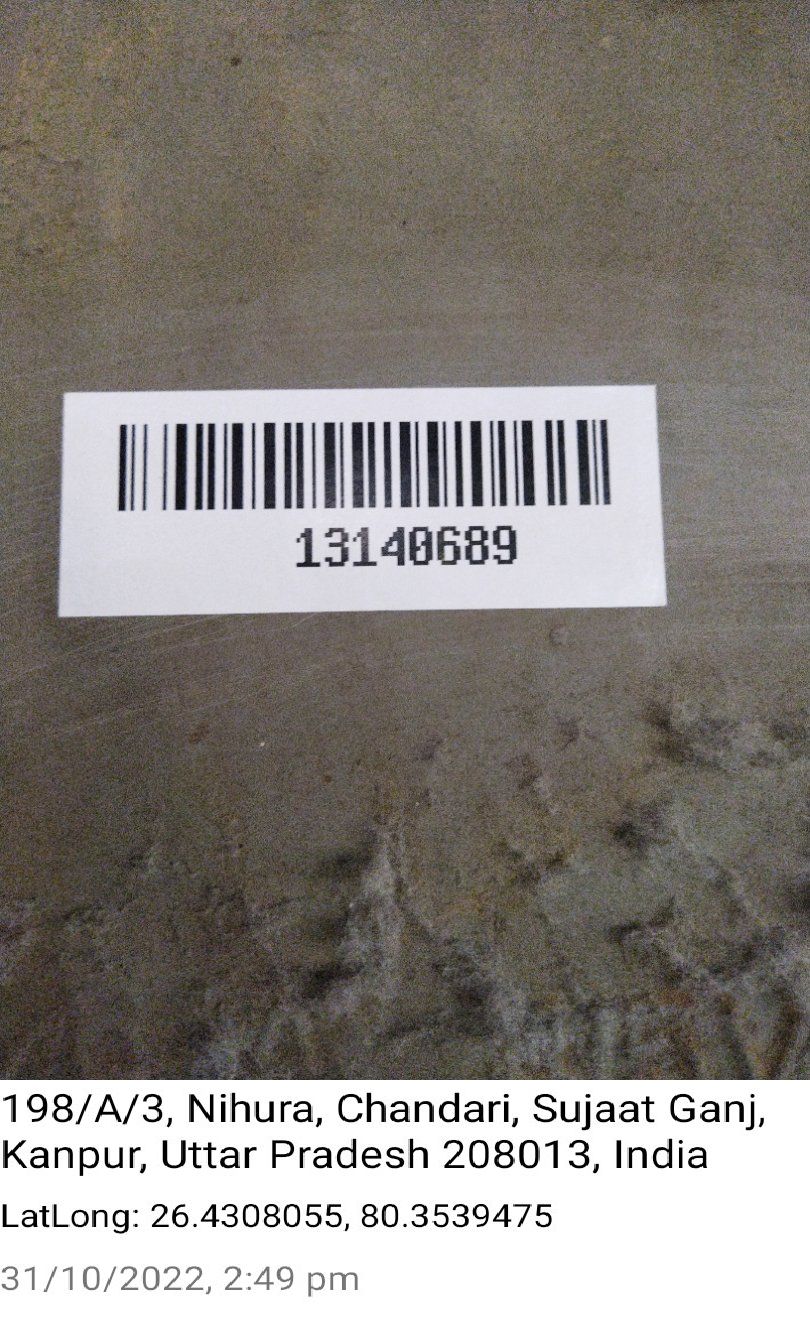 13140689
198/A/3, Nihura, Chandari, Sujaat Ganj,
Kanpur, Uttar Pradesh 208013, India
LatLong: 26.4308055, 80.3539475
31/10/2022, 2:49 pm